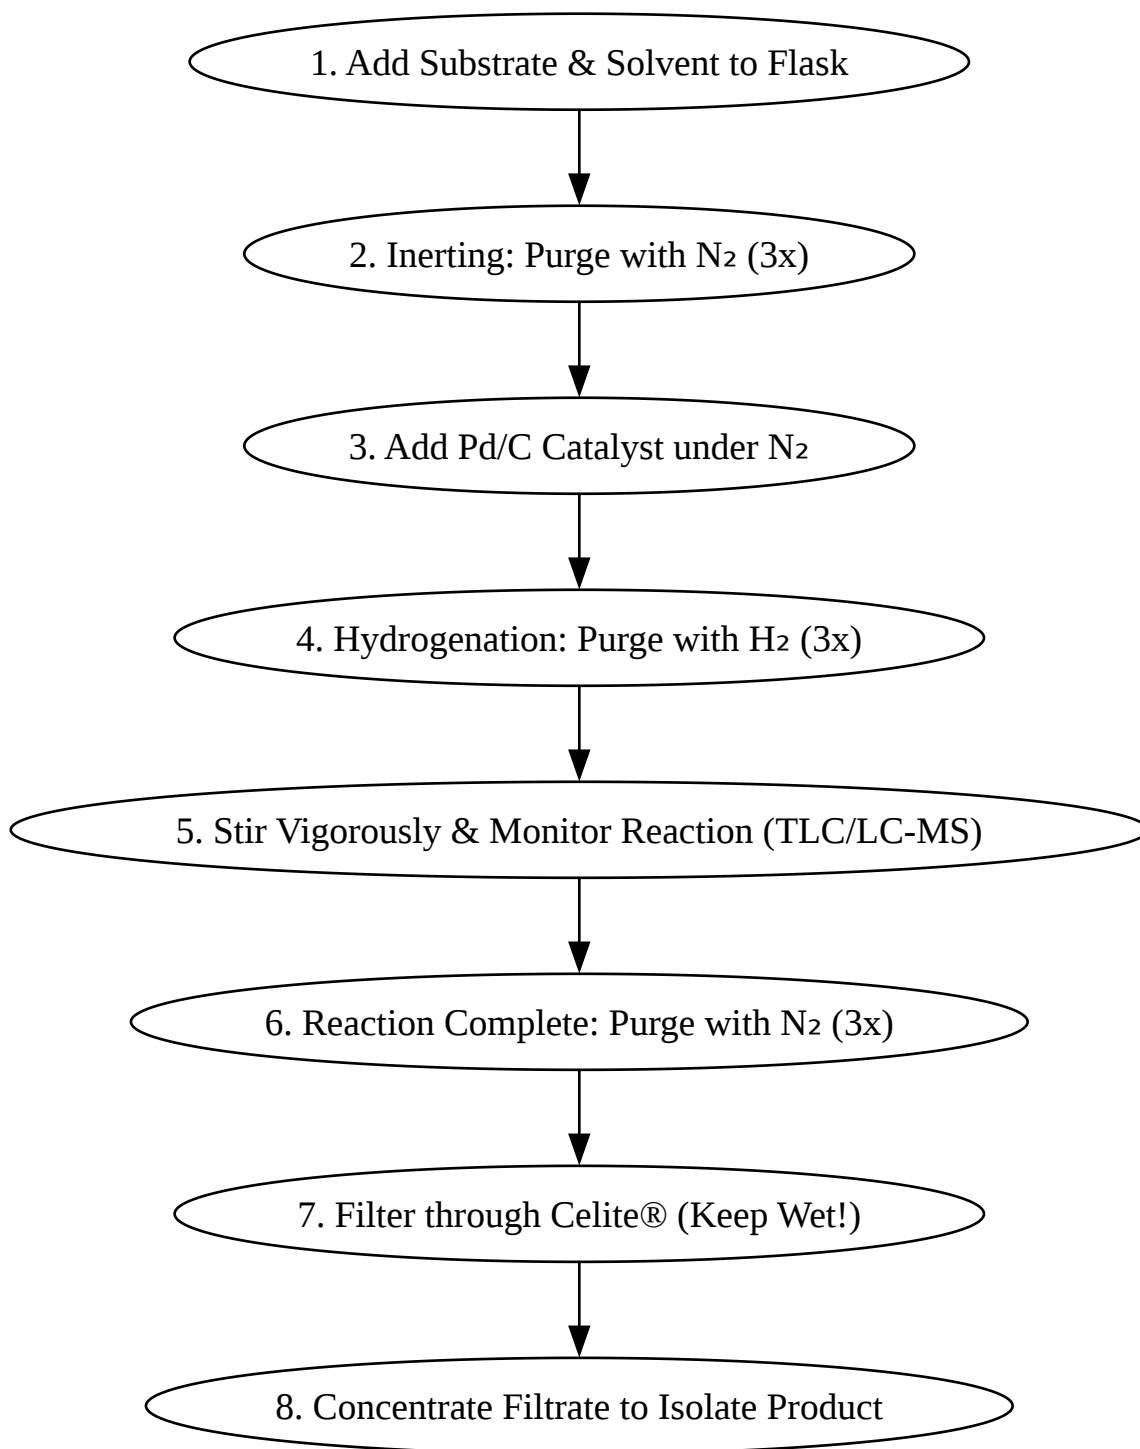 1. Add Substrate & Solvent to Flask
2. Inerting: Purge with N₂ (3x)
3. Add Pd/C Catalyst under N₂
4. Hydrogenation: Purge with H₂ (3x)
5. Stir Vigorously & Monitor Reaction (TLC/LC-MS)
6. Reaction Complete: Purge with N₂ (3x)
7. Filter through Celite® (Keep Wet!)
8. Concentrate Filtrate to Isolate Product